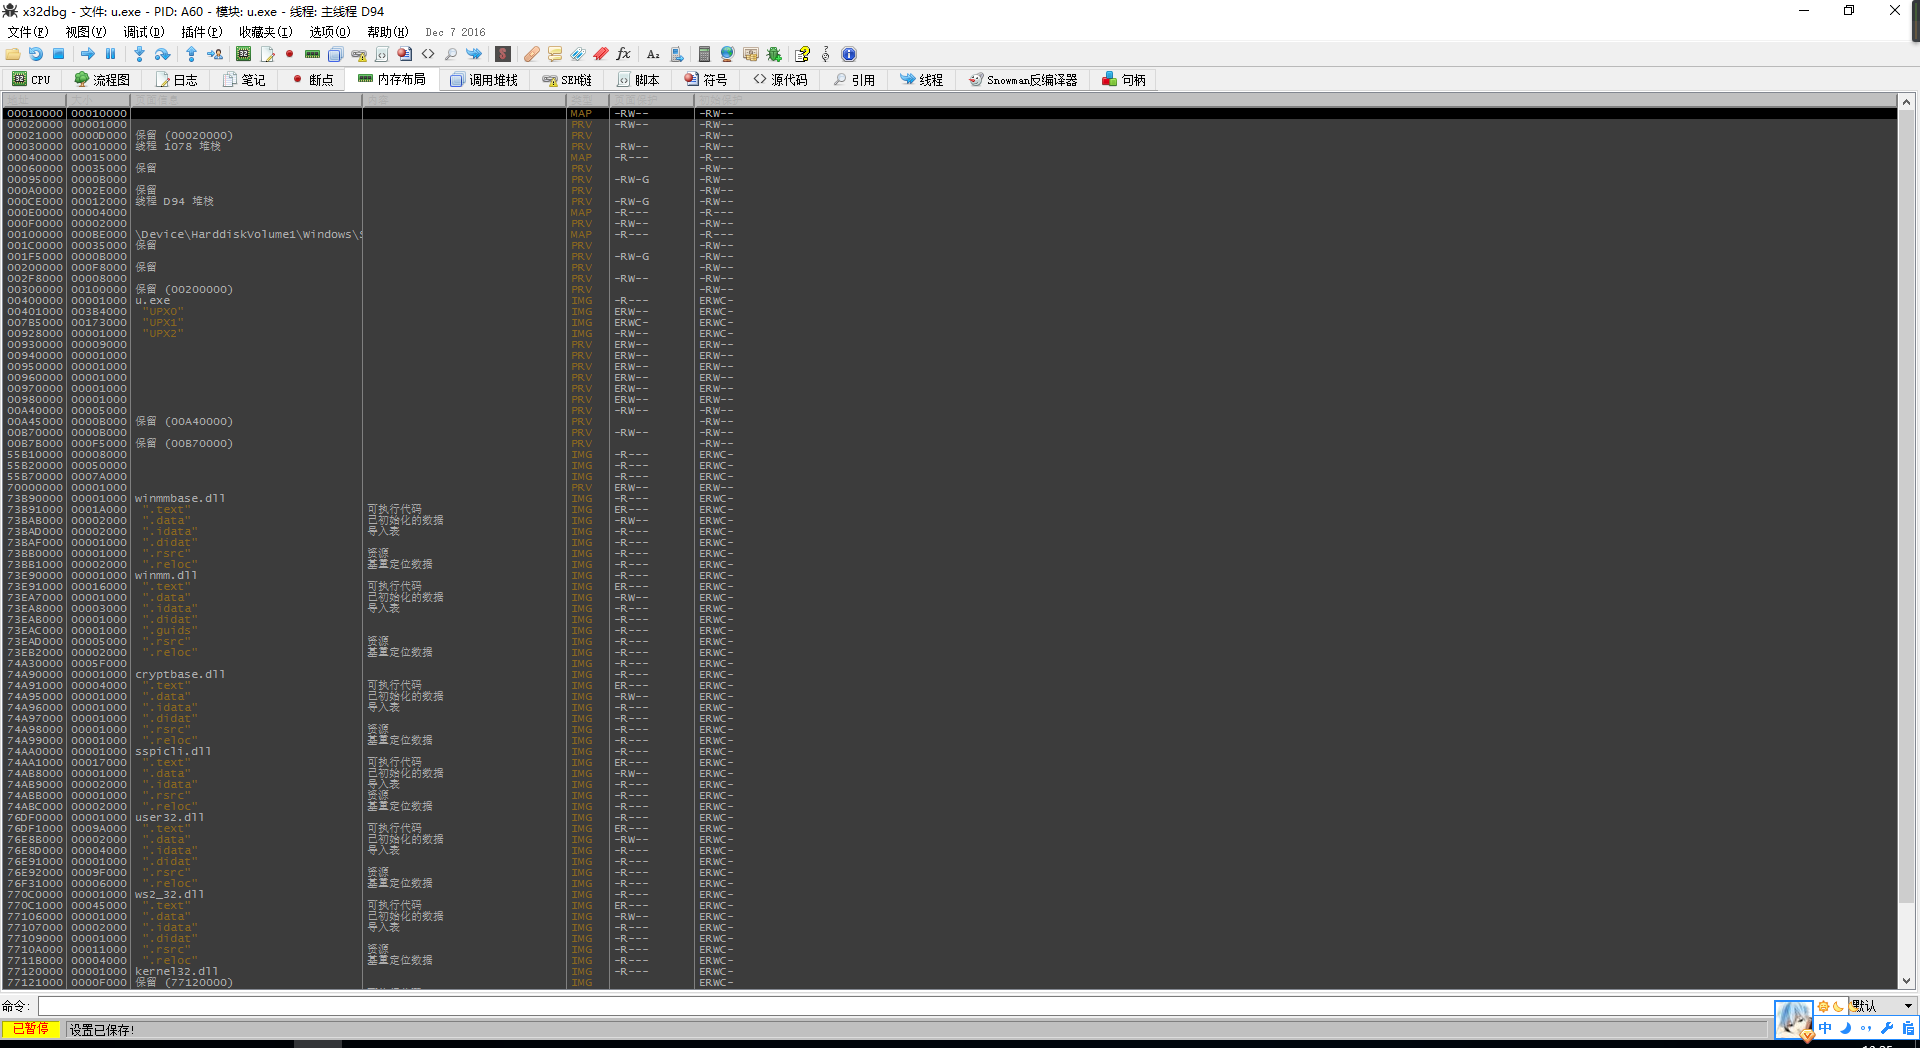 x32dbg - 文件: u.exe - PID: A60 - 模块: u.exe - 线程: 主线程 D94
文件(F) 视图(V) 调试(D) 插件(P) 收藏夹(I) 选项(O) 帮助(H) Dec 7 2016
CPU 流程图 日志 笔记 断点 内存布局 调用堆栈 SEH链 脚本 符号 源代码 引用 线程 Snowman反编译器 句柄
00010000 00010000 MAP -RW-- -RW--
00020000 00001000 PRV -RW-- -RW--
00021000 0000D000 保留 (00020000) PRV -RW--
00030000 00010000 线程 1078 堆栈 PRV -RW-- -RW--
00040000 00015000 MAP -R--- -R---
00060000 00035000 保留 PRV -RW--
00095000 0000B000 PRV -RW-G -RW--
000A0000 0002E000 保留 PRV -RW--
000CE000 00012000 线程 D94 堆栈 PRV -RW-G -RW--
000E0000 00004000 MAP -R--- -R---
000F0000 00002000 PRV -RW-- -RW--
00100000 000BE000 \Device\HarddiskVolume1\Windows\S MAP -R--- -R---
001C0000 00035000 保留 PRV -RW--
001F5000 0000B000 PRV -RW-G -RW--
00200000 000F8000 保留 PRV -RW--
002F8000 00008000 PRV -RW-- -RW--
00300000 00100000 保留 (00200000) PRV -RW--
00400000 00001000 u.exe IMG -R--- ERWC-
00401000 003B4000 "UPX0" IMG ERW-- ERWC-
007B5000 00173000 "UPX1" IMG ERWC- ERWC-
00928000 00001000 "UPX2" IMG -RW-- ERWC-
00930000 00009000 PRV ERW-- ERW--
00940000 00001000 PRV ERW-- ERW--
00950000 00001000 PRV ERW-- ERW--
00960000 00001000 PRV ERW-- ERW--
00970000 00001000 PRV ERW-- ERW--
00980000 00001000 PRV ERW-- ERW--
00A40000 00005000 PRV -RW-- -RW--
00A45000 0000B000 保留 (00A40000) PRV -RW--
00B70000 0000B000 PRV -RW-- -RW--
00B7B000 000F5000 保留 (00B70000) PRV -RW--
55B10000 00008000 IMG -R--- ERWC-
55B20000 00050000 IMG -R--- ERWC-
55B70000 0007A000 IMG -R--- ERWC-
70000000 00001000 PRV ERW-- ERW--
73B90000 00001000 winmmbase.dll IMG -R--- ERWC-
73B91000 0001A000 ".text" 可执行代码 IMG ER--- ERWC-
73BAB000 00002000 ".data" 已初始化的数据 IMG -RW-- ERWC-
73BAD000 00002000 ".idata" 导入表 IMG -R--- ERWC-
73BAF000 00001000 ".didat" IMG -R--- ERWC-
73BB0000 00001000 ".rsrc" 资源 IMG -R--- ERWC-
73BB1000 00002000 ".reloc" 基重定位数据 IMG -R--- ERWC-
73E90000 00001000 winmm.dll IMG -R--- ERWC-
73E91000 00016000 ".text" 可执行代码 IMG ER--- ERWC-
73EA7000 00001000 ".data" 已初始化的数据 IMG -RW-- ERWC-
73EA8000 00003000 ".idata" 导入表 IMG -R--- ERWC-
73EAB000 00001000 ".didat" IMG -R--- ERWC-
73EAC000 00001000 ".guids" IMG -R--- ERWC-
73EAD000 00005000 ".rsrc" 资源 IMG -R--- ERWC-
73EB2000 00002000 ".reloc" 基重定位数据 IMG -R--- ERWC-
74A30000 0005F000 IMG -R--- ERWC-
74A90000 00001000 cryptbase.dll IMG -R--- ERWC-
74A91000 00004000 ".text" 可执行代码 IMG ER--- ERWC-
74A95000 00001000 ".data" 已初始化的数据 IMG -RW-- ERWC-
74A96000 00001000 ".idata" 导入表 IMG -R--- ERWC-
74A97000 00001000 ".didat" IMG -R--- ERWC-
74A98000 00001000 ".rsrc" 资源 IMG -R--- ERWC-
74A99000 00001000 ".reloc" 基重定位数据 IMG -R--- ERWC-
74AA0000 00001000 sspicli.dll IMG -R--- ERWC-
74AA1000 00017000 ".text" 可执行代码 IMG ER--- ERWC-
74AB8000 00001000 ".data" 已初始化的数据 IMG -RW-- ERWC-
74AB9000 00002000 ".idata" 导入表 IMG -R--- ERWC-
74ABB000 00001000 ".rsrc" 资源 IMG -R--- ERWC-
74ABC000 00002000 ".reloc" 基重定位数据 IMG -R--- ERWC-
76DF0000 00001000 user32.dll IMG -R--- ERWC-
76DF1000 0009A000 ".text" 可执行代码 IMG ER--- ERWC-
76E8B000 00002000 ".data" 已初始化的数据 IMG -RW-- ERWC-
76E8D000 00004000 ".idata" 导入表 IMG -R--- ERWC-
76E91000 00001000 ".didat" IMG -R--- ERWC-
76E92000 0009F000 ".rsrc" 资源 IMG -R--- ERWC-
76F31000 00006000 ".reloc" 基重定位数据 IMG -R--- ERWC-
770C0000 00001000 ws2_32.dll IMG -R--- ERWC-
770C1000 00045000 ".text" 可执行代码 IMG ER--- ERWC-
77106000 00001000 ".data" 已初始化的数据 IMG -RW-- ERWC-
77107000 00002000 ".idata" 导入表 IMG -R--- ERWC-
77109000 00001000 ".didat" IMG -R--- ERWC-
7710A000 00011000 ".rsrc" 资源 IMG -R--- ERWC-
7711B000 00004000 ".reloc" 基重定位数据 IMG -R--- ERWC-
77120000 00001000 kernel32.dll IMG -R--- ERWC-
77121000 0000F000 保留 (77120000) IMG ERWC-
命令: 默认
已暂停 设置已保存! 中